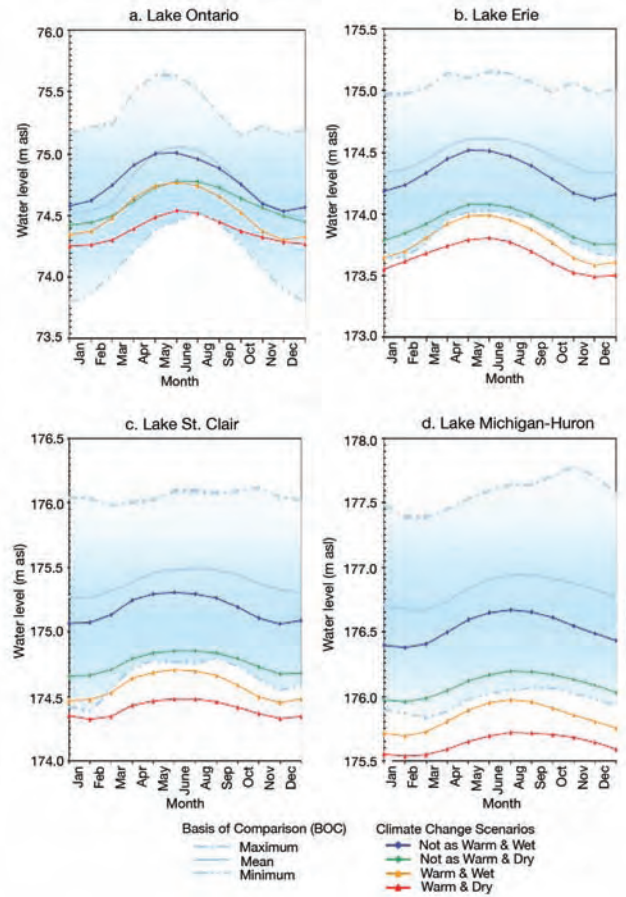 a. Lake Ontario
76.0
75.5
75.0
74.5
74.0
73.5
Water level (m asl)
Jan
Feb
Mar
Apr
May
June
Aug
Sep
Oct
Nov
Dec
Month
b. Lake Erie
175.5
175.0
174.5
174.0
173.5
173.0
Water level (m asl)
Jan
Feb
Mar
Apr
May
June
Aug
Sep
Oct
Nov
Dec
Month
c. Lake St. Clair
176.5
176.0
175.5
175.0
174.5
174.0
Water level (m asl)
Jan
Feb
Mar
Apr
May
June
Aug
Sep
Oct
Nov
Dec
Month
d. Lake Michigan-Huron
178.0
177.5
177.0
176.5
176.0
175.5
Water level (m asl)
Jan
Feb
Mar
Apr
May
June
Aug
Sep
Oct
Nov
Dec
Month
Basis of Comparison (BOC)
Maximum
Mean
Minimum
Climate Change Scenarios
Not as Warm & Wet
Not as Warm & Dry
Warm & Wet
Warm & Dry